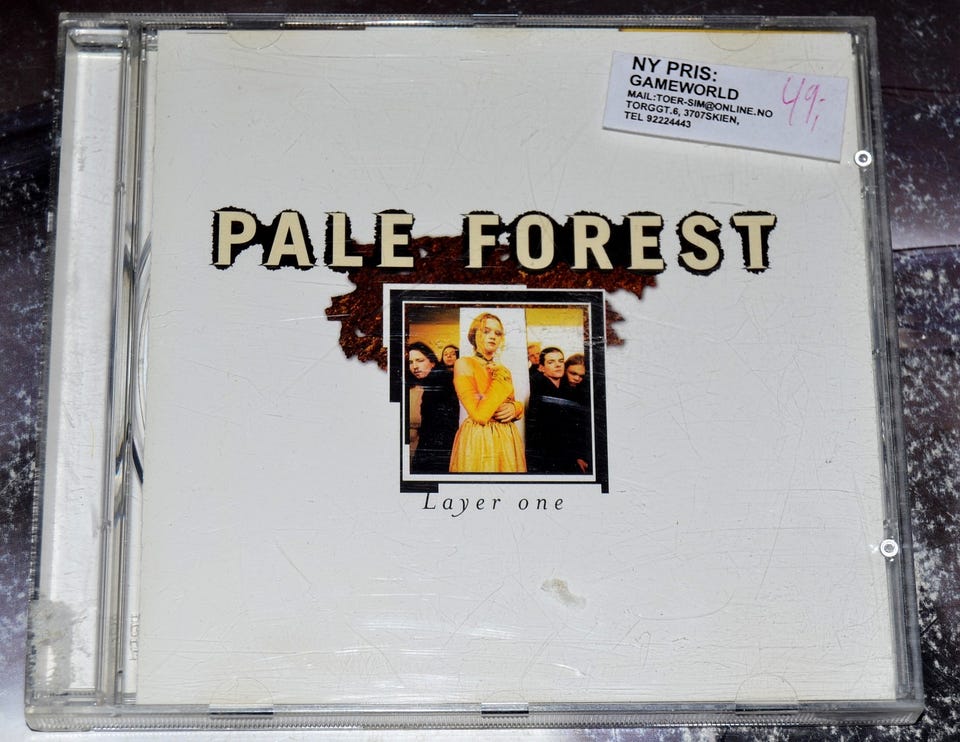 NY PRIS:
GAMEWORLD
MAIL:TOER-SIM@ONLINE.NO
TORGGT.6, 3707SKIEN,
TEL 92224443
49,-
PALE FOREST
Layer one